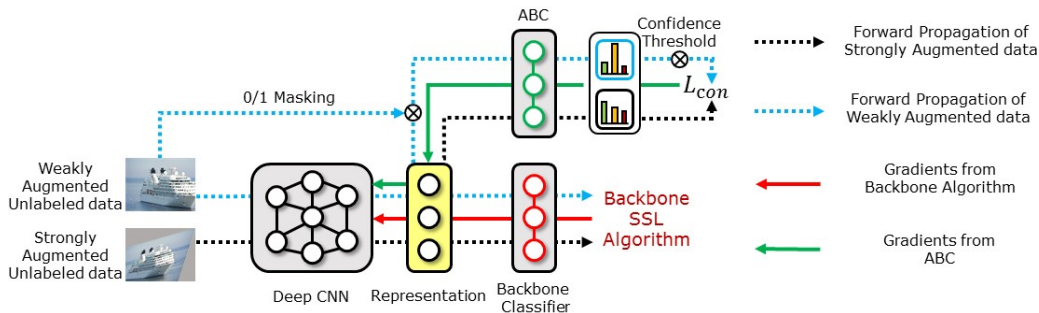 ABC
Confidence
Threshold
0/1 Masking
L_con
Forward Propagation of
Strongly Augmented data
Forward Propagation of
Weakly Augmented data
Weakly
Augmented
Unlabeled data
Strongly
Augmented
Unlabeled data
Backbone
SSL
Algorithm
Gradients from
Backbone Algorithm
Gradients from
ABC
Deep CNN
Representation
Backbone
Classifier